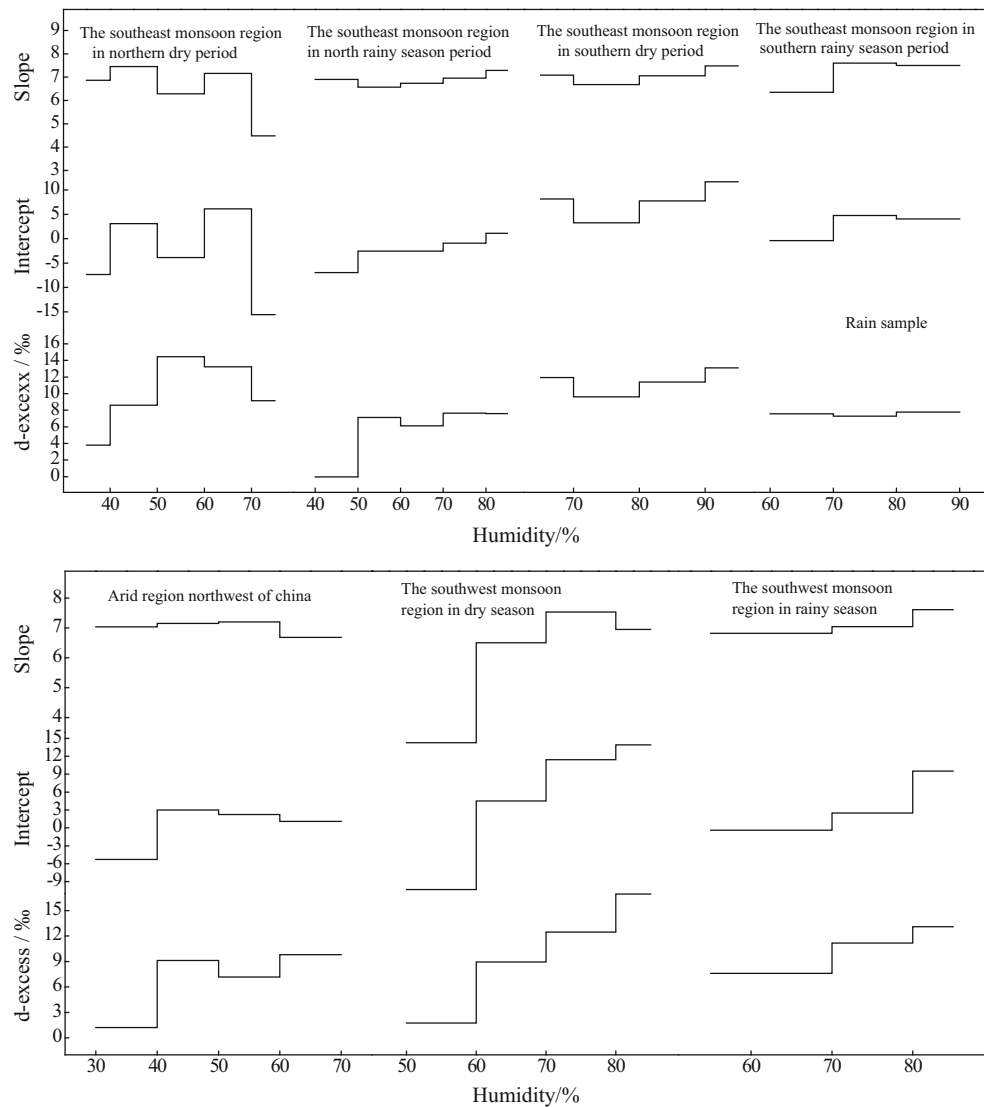 The southeast monsoon region
in northern dry period
The southeast monsoon region
in north rainy season period
The southeast monsoon region
in southern dry period
The southeast monsoon region in
southern rainy season period
Slope
9
8
7
6
5
4
3
Intercept
10
5
0
-5
-10
-15
Rain sample
d-excexx / ‰
16
14
12
10
8
6
4
2
0
40 50 60 70 40 50 60 70 80 70 80 90 60 70 80 90
Humidity/%
Arid region northwest of china
The southwest monsoon
region in dry season
The southwest monsoon
region in rainy season
Slope
8
7
6
5
4
Intercept
15
12
9
6
3
0
-3
-6
-9
d-excess / ‰
15
12
9
6
3
0
30 40 50 60 70 50 60 70 80 60 70 80
Humidity/%